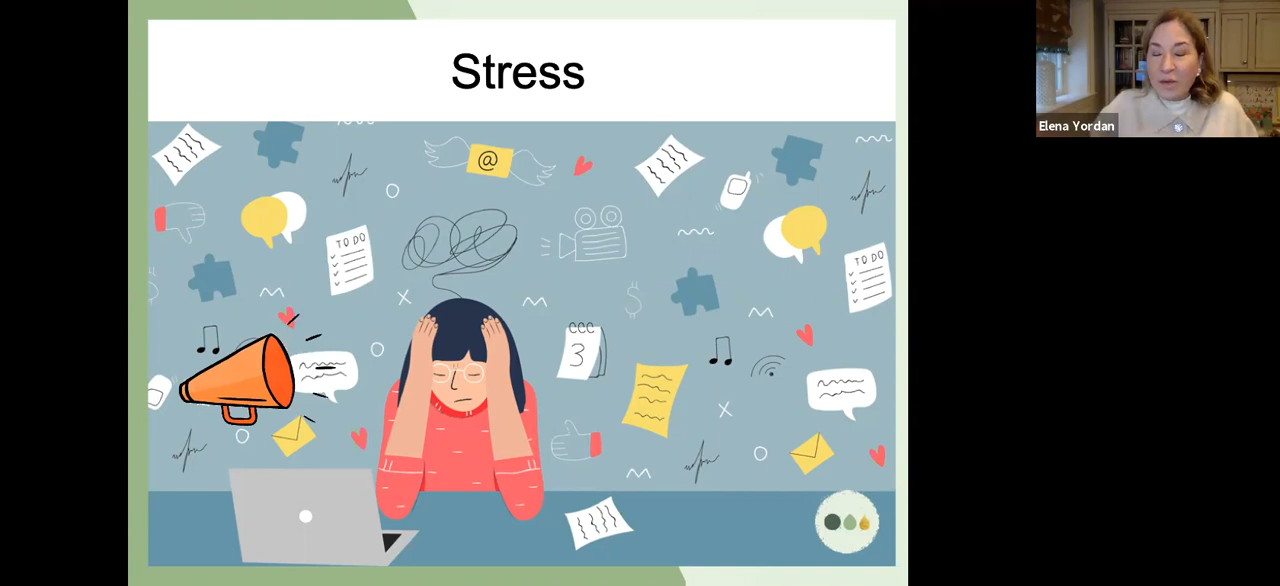 Stress
@
TO DO
TO DO
3
Elena Yordan